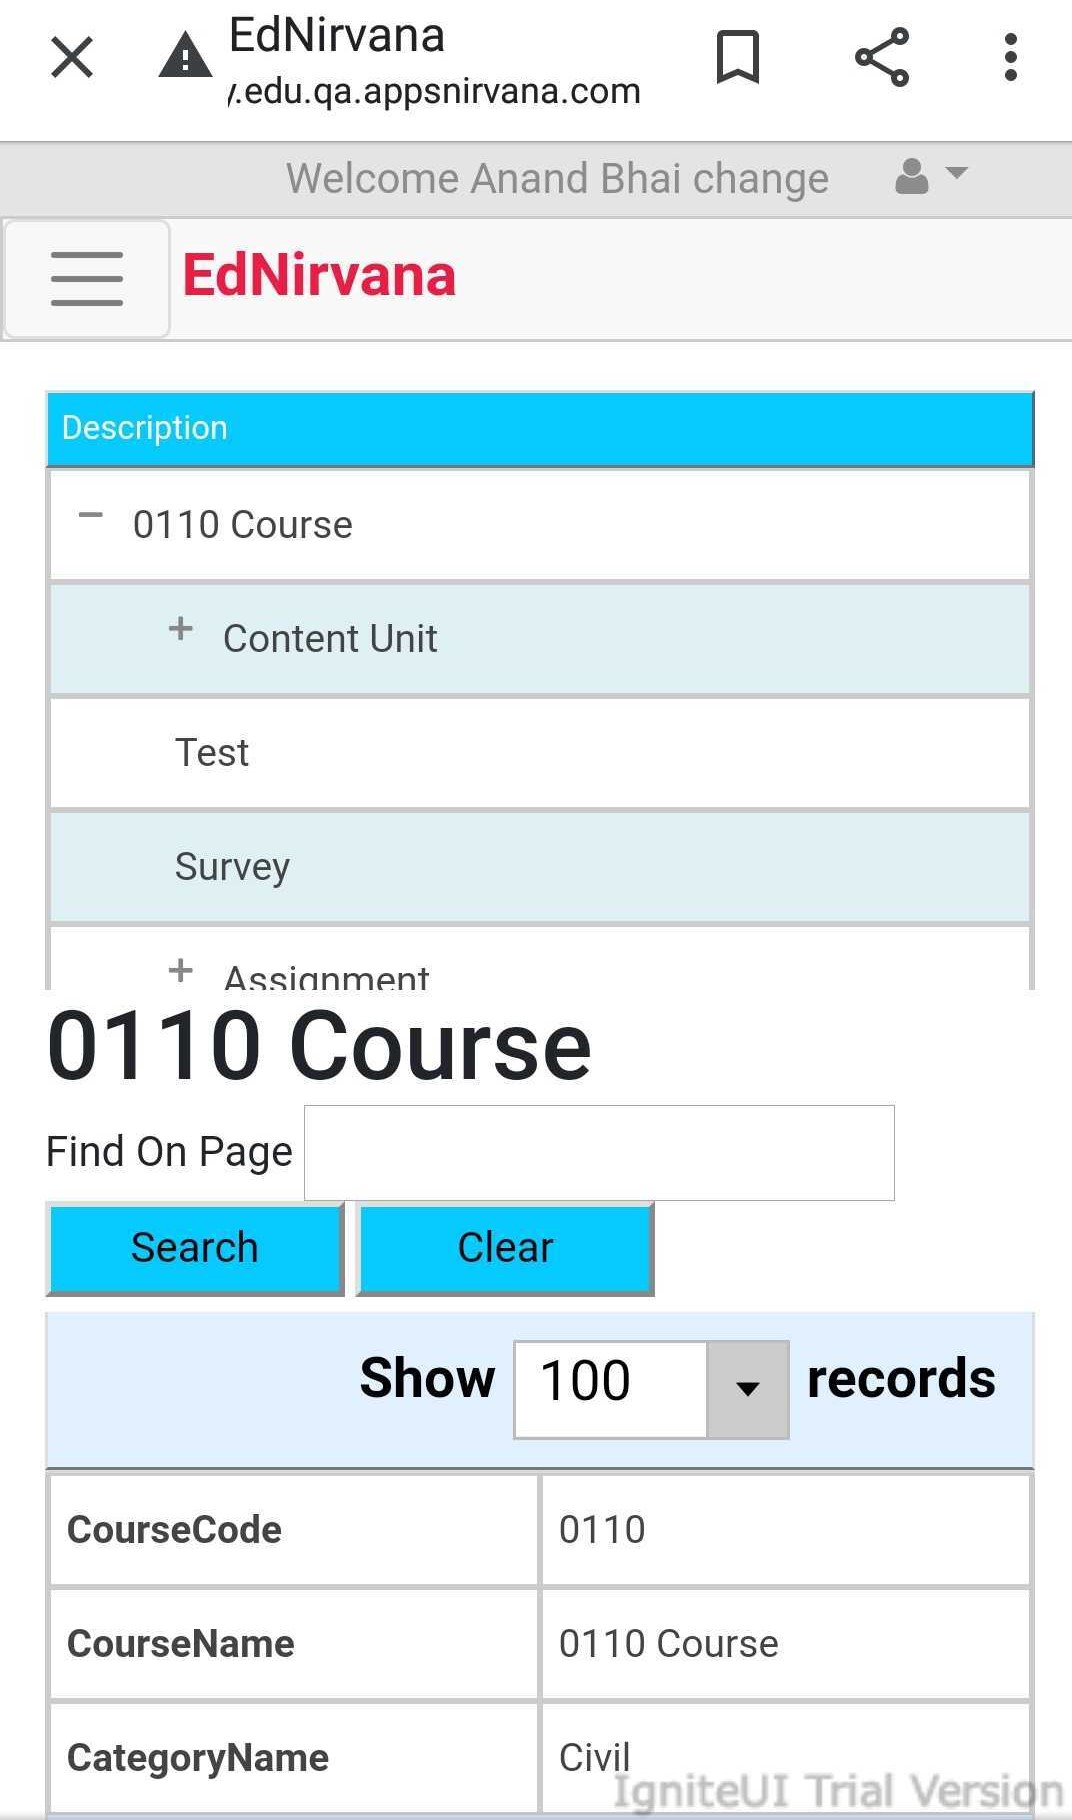 EdNirvana
y.edu.qa.appsnirvana.com
Welcome Anand Bhai change
EdNirvana
Description
0110 Course
Content Unit
Test
Survey
Assignment
0110 Course
Find On Page
Search Clear
Show 100 records
CourseCode 0110
CourseName 0110 Course
CategoryName Civil
IgniteUI Trial Version